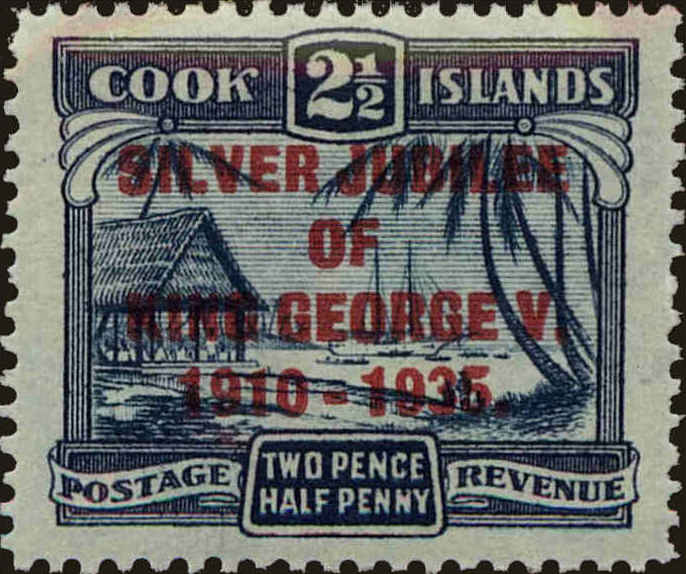 COOK 2½ ISLANDS
SILVER JUBILEE
OF
KING GEORGE V.
1910 - 1935.
POSTAGE TWO PENCE REVENUE
HALF PENNY